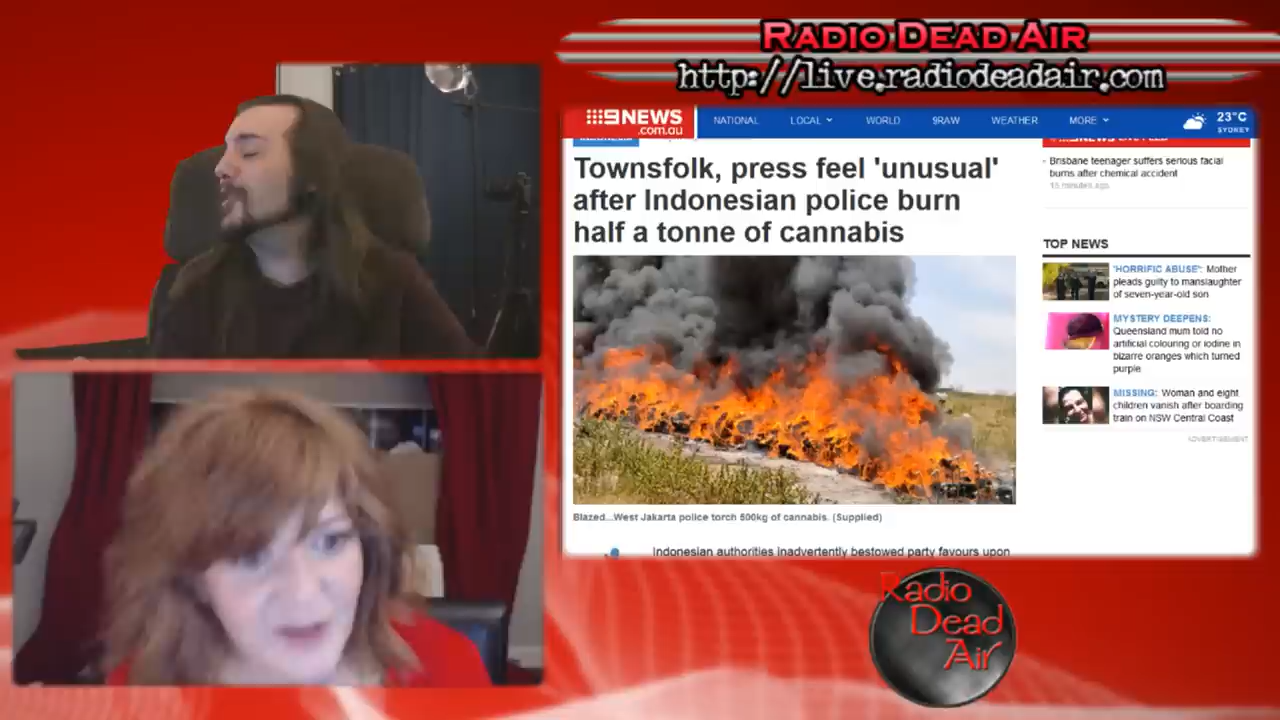 RADIO DEAD AIR
http://live.radiodeadair.com
9NEWS
.com.au
NATIONAL
LOCAL
WORLD
9RAW
WEATHER
MORE
23°C
SYDNEY
Townsfolk, press feel 'unusual'
after Indonesian police burn
half a tonne of cannabis
Blazed...West Jakarta police torch 500kg of cannabis. (Supplied)
Indonesian authorities inadvertently bestowed party favours upon
Brisbane teenager suffers serious facial
burns after chemical accident
15 minutes ago
TOP NEWS
'HORRIFIC ABUSE': Mother
pleads guilty to manslaughter
of seven-year-old son
MYSTERY DEEPENS:
Queensland mum told no
artificial colouring or iodine in
bizarre oranges which turned
purple
MISSING: Woman and eight
children vanish after boarding
train on NSW Central Coast
ADVERTISEMENT
Radio
Dead
Air